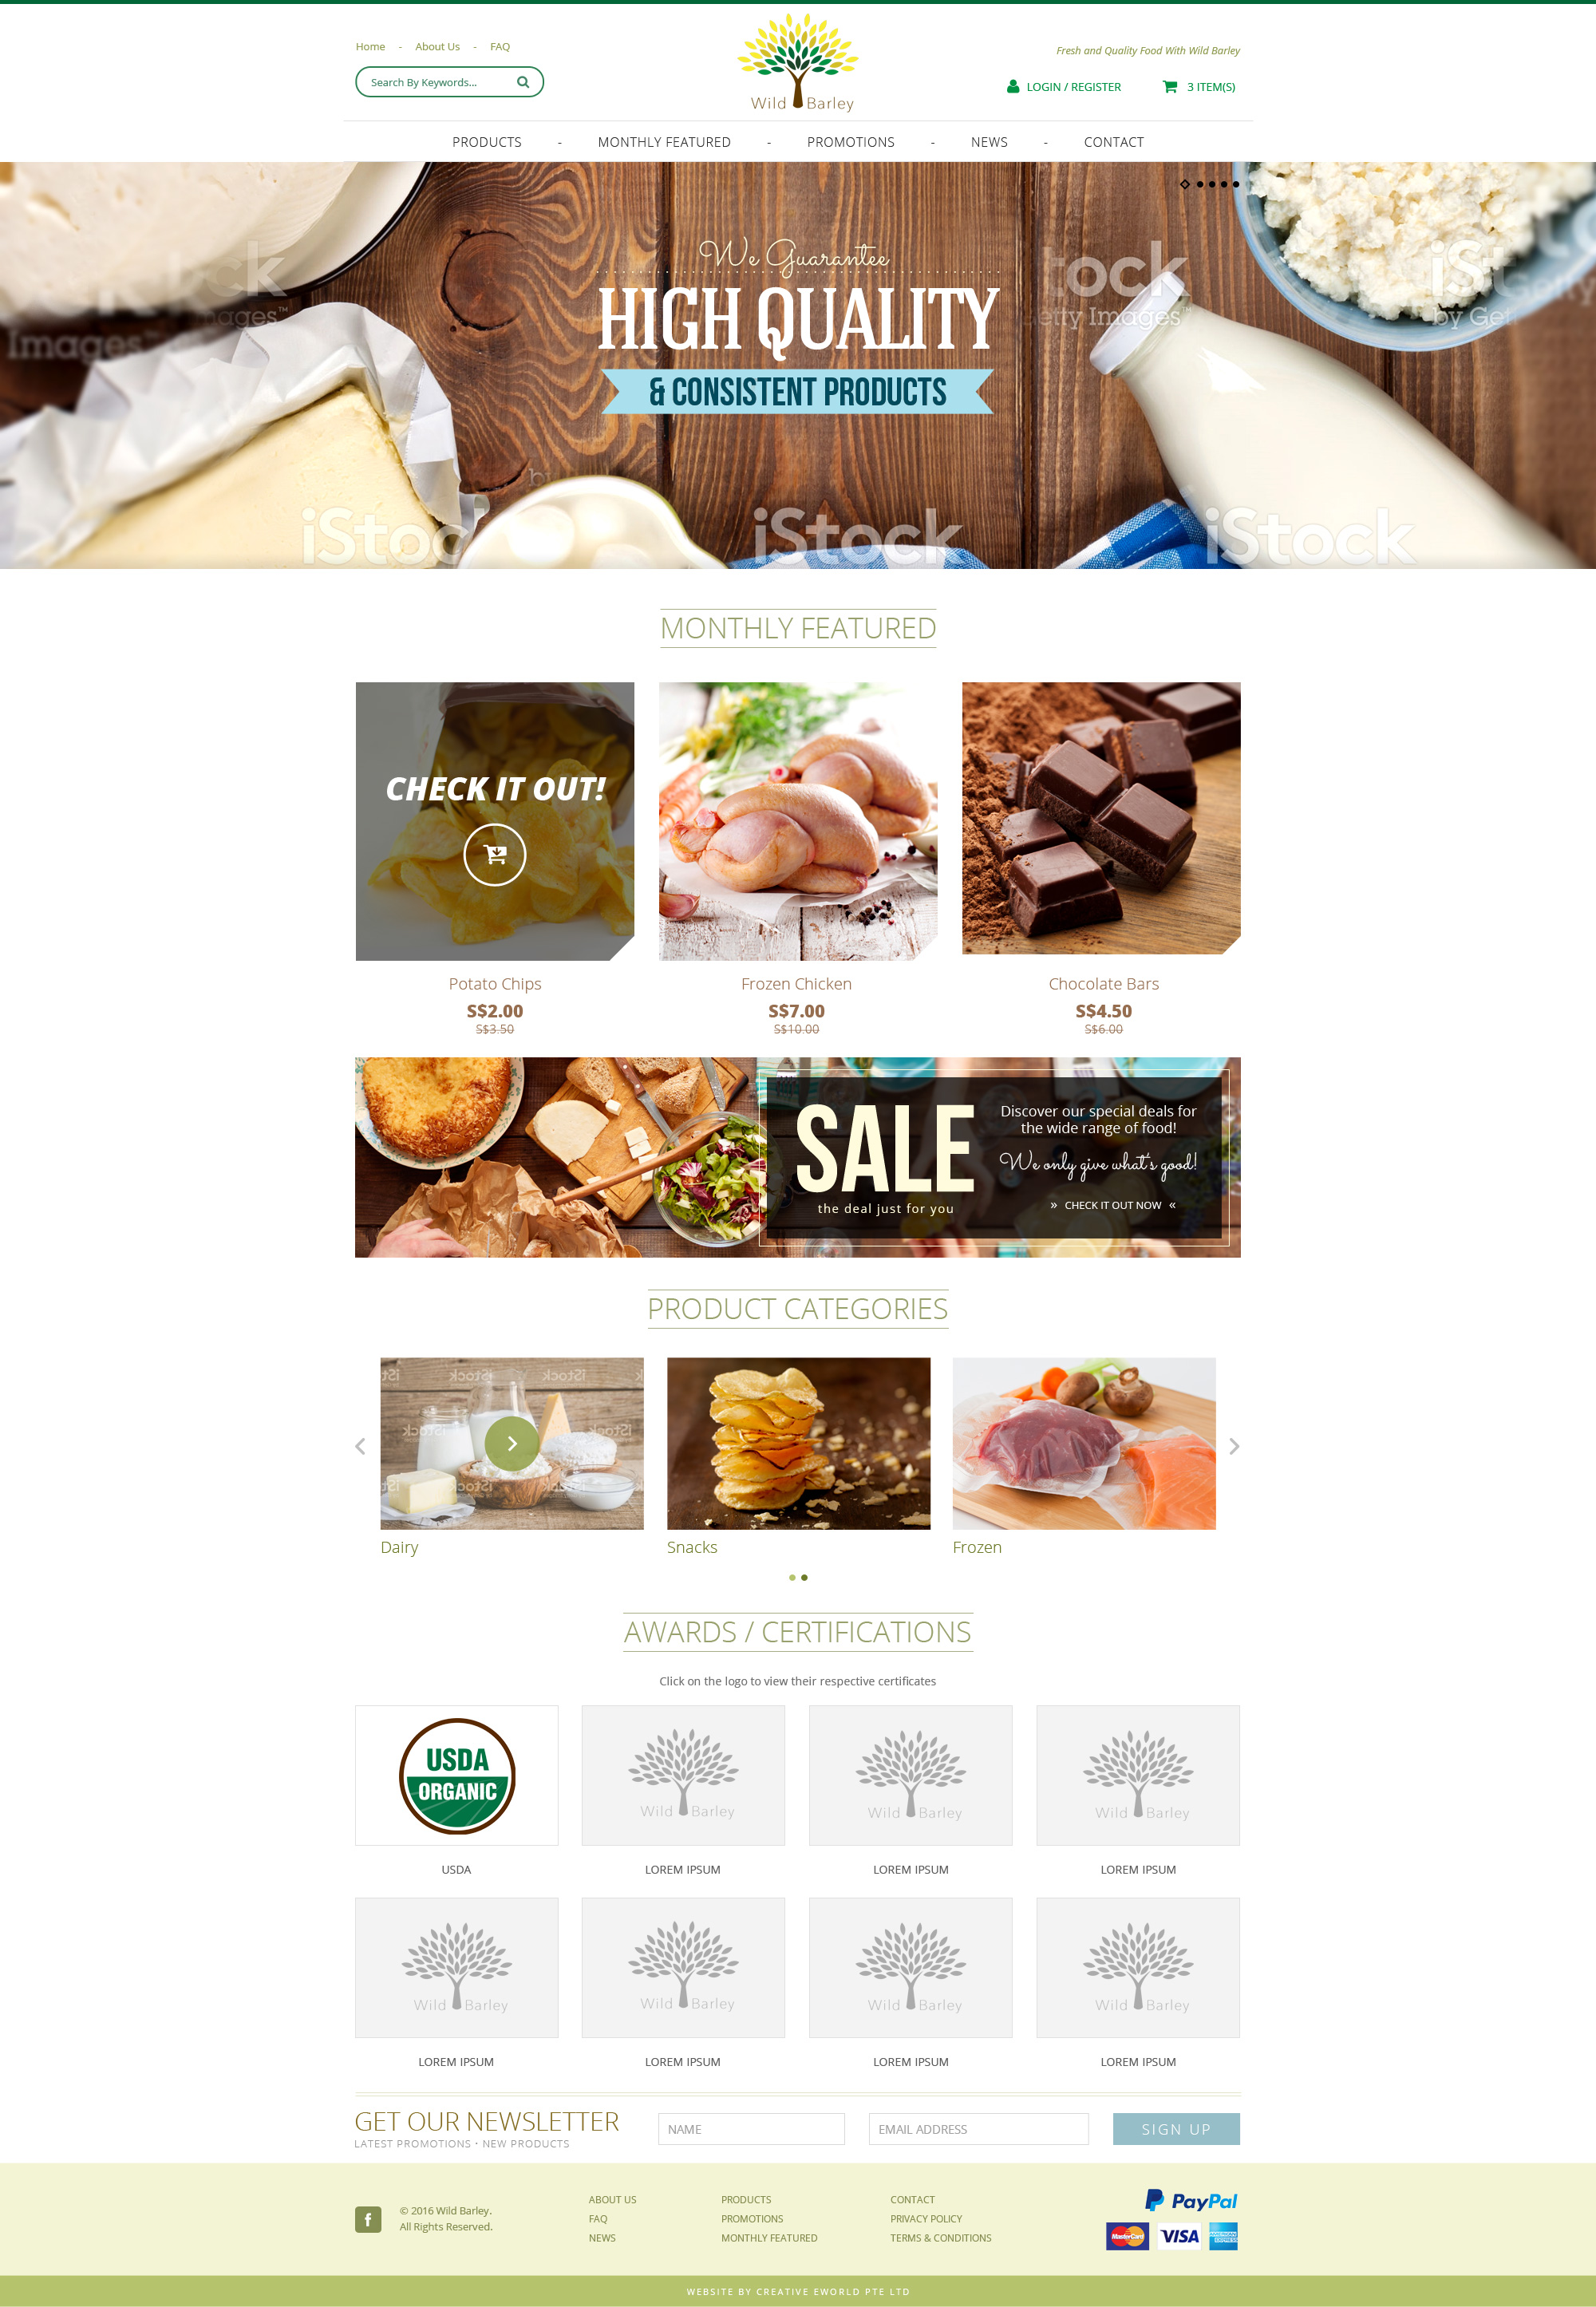 Home - About Us - FAQ
Search By Keywords...
Wild Barley
Fresh and Quality Food With Wild Barley
LOGIN / REGISTER
3 ITEM(S)
PRODUCTS - MONTHLY FEATURED - PROMOTIONS - NEWS - CONTACT
We Guarantee
HIGH QUALITY
& CONSISTENT PRODUCTS
iStock
by Get
Images™
iStock
iStock
iStock
MONTHLY FEATURED
CHECK IT OUT!
Potato Chips
S$2.00
S$3.50
Frozen Chicken
S$7.00
S$10.00
Chocolate Bars
S$4.50
S$6.00
SALE
the deal just for you
Discover our special deals for
the wide range of food!
We only give what's good!
» CHECK IT OUT NOW «
PRODUCT CATEGORIES
Dairy
Snacks
Frozen
AWARDS / CERTIFICATIONS
Click on the logo to view their respective certificates
USDA
ORGANIC
Wild Barley
Wild Barley
Wild Barley
USDA
LOREM IPSUM
LOREM IPSUM
LOREM IPSUM
Wild Barley
Wild Barley
Wild Barley
Wild Barley
LOREM IPSUM
LOREM IPSUM
LOREM IPSUM
LOREM IPSUM
GET OUR NEWSLETTER
LATEST PROMOTIONS • NEW PRODUCTS
NAME
EMAIL ADDRESS
SIGN UP
f
© 2016 Wild Barley.
All Rights Reserved.
ABOUT US
FAQ
NEWS
PRODUCTS
PROMOTIONS
MONTHLY FEATURED
CONTACT
PRIVACY POLICY
TERMS & CONDITIONS
PayPal
MasterCard
VISA
AMERICAN EXPRESS
WEBSITE BY CREATIVE EWORLD PTE LTD